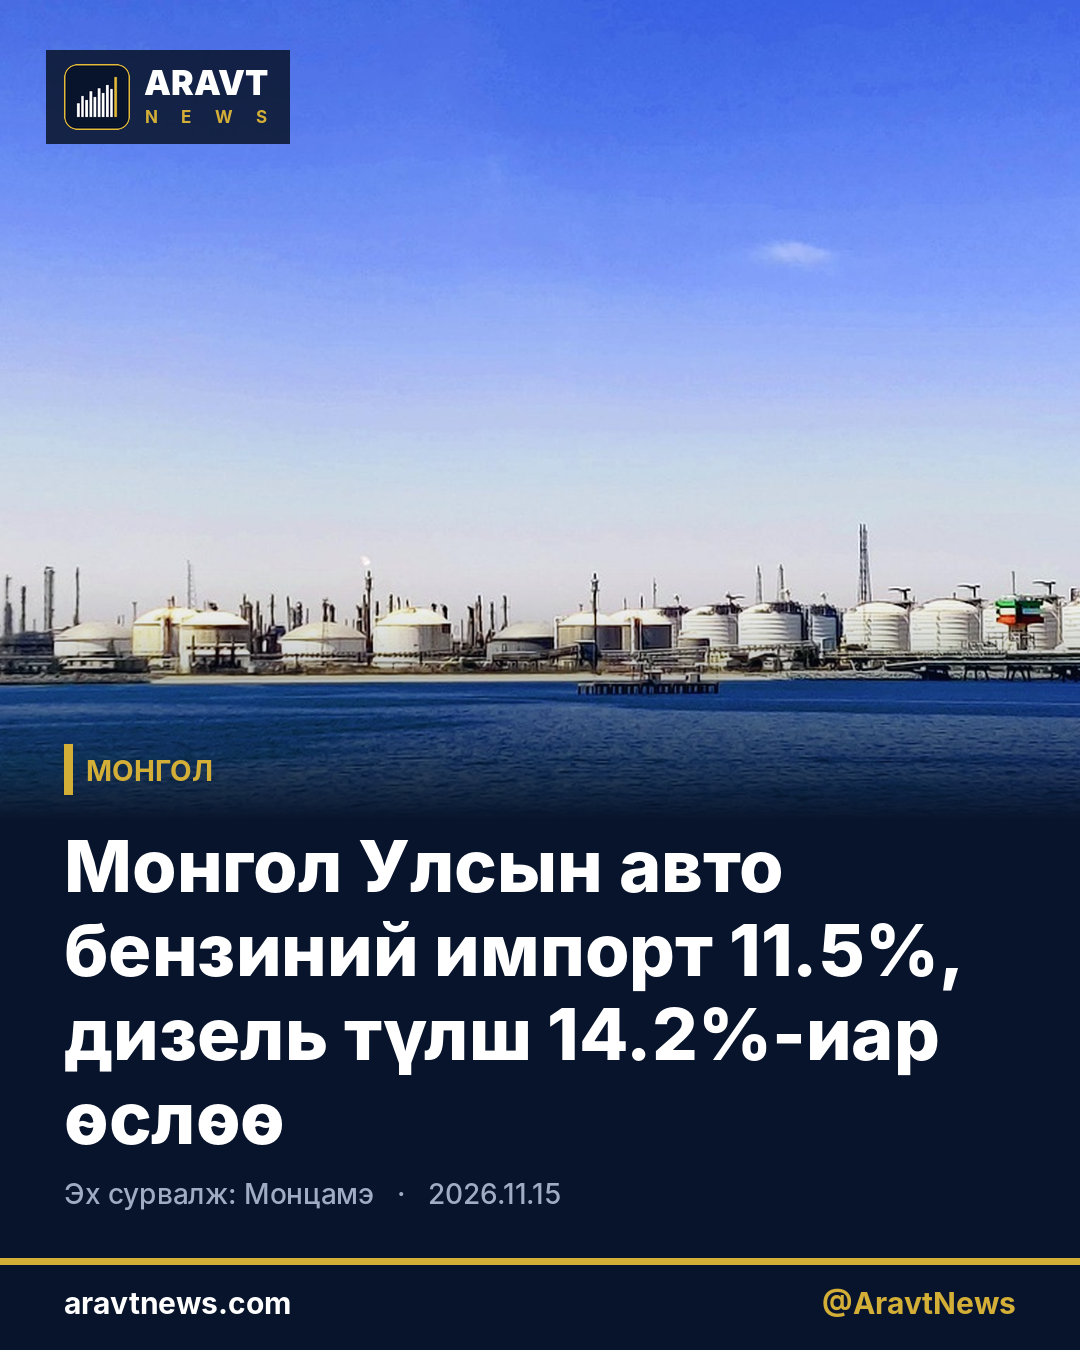 ARAVT
NEWS
МОНГОЛ
Монгол Улсын авто
бензиний импорт 11.5%,
дизель түлш 14.2%-иар
өслөө
Эх сурвалж: Монцамэ · 2026.11.15
aravtnews.com
@AravtNews